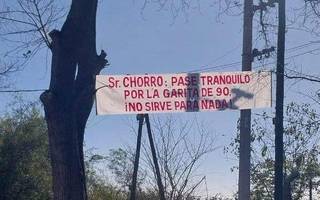 Sr. CHORRO: PASE TRANQUILO
POR LA GARITA DE 90.
¡NO SIRVE PARA NADA!